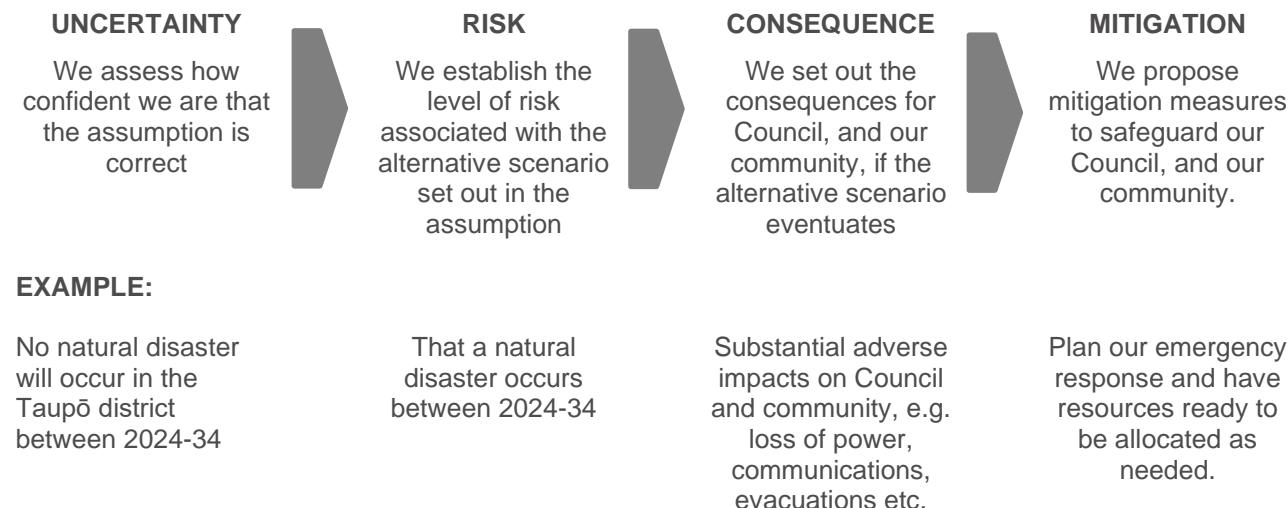 UNCERTAINTY
We assess how
confident we are that
the assumption is
correct
RISK
We establish the
level of risk
associated with the
alternative scenario
set out in the
assumption
CONSEQUENCE
We set out the
consequences for
Council, and our
community, if the
alternative scenario
eventuates
MITIGATION
We propose
mitigation measures
to safeguard our
Council, and our
community.
EXAMPLE:
No natural disaster
will occur in the
Taupō district
between 2024-34
That a natural
disaster occurs
between 2024-34
Substantial adverse
impacts on Council
and community, e.g.
loss of power,
communications,
evacuations etc.
Plan our emergency
response and have
resources ready to
be allocated as
needed.